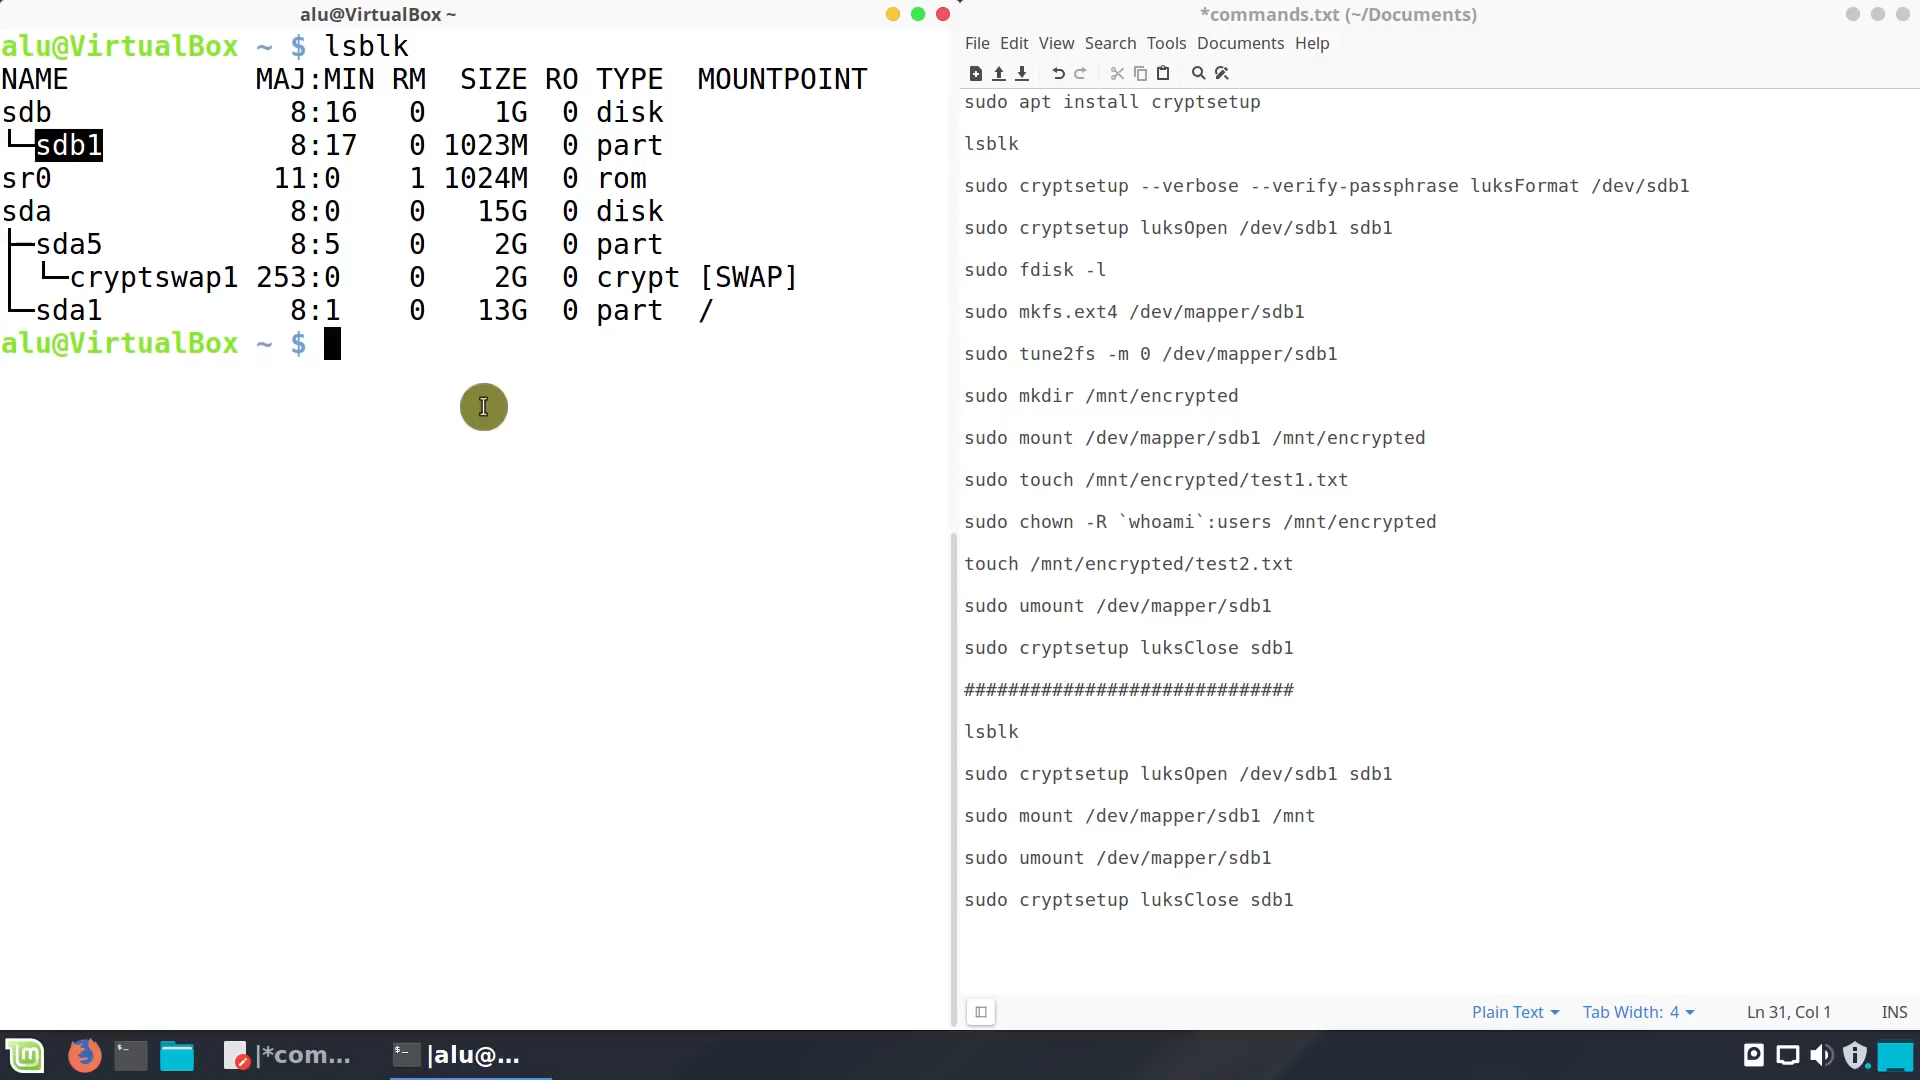 alu@VirtualBox ~
alu@VirtualBox ~ $ lsblk
NAME MAJ:MIN RM SIZE RO TYPE MOUNTPOINT
sdb 8:16 0 1G 0 disk
└─sdb1 8:17 0 1023M 0 part
sr0 11:0 1 1024M 0 rom
sda 8:0 0 15G 0 disk
├─sda5 8:5 0 2G 0 part
│ └─cryptswap1 253:0 0 2G 0 crypt [SWAP]
└─sda1 8:1 0 13G 0 part /
alu@VirtualBox ~ $
*commands.txt (~/Documents)
File Edit View Search Tools Documents Help
sudo apt install cryptsetup
lsblk
sudo cryptsetup --verbose --verify-passphrase luksFormat /dev/sdb1
sudo cryptsetup luksOpen /dev/sdb1 sdb1
sudo fdisk -l
sudo mkfs.ext4 /dev/mapper/sdb1
sudo tune2fs -m 0 /dev/mapper/sdb1
sudo mkdir /mnt/encrypted
sudo mount /dev/mapper/sdb1 /mnt/encrypted
sudo touch /mnt/encrypted/test1.txt
sudo chown -R `whoami`:users /mnt/encrypted
touch /mnt/encrypted/test2.txt
sudo umount /dev/mapper/sdb1
sudo cryptsetup luksClose sdb1
##############################
lsblk
sudo cryptsetup luksOpen /dev/sdb1 sdb1
sudo mount /dev/mapper/sdb1 /mnt
sudo umount /dev/mapper/sdb1
sudo cryptsetup luksClose sdb1
Plain Text Tab Width: 4 Ln 31, Col 1 INS
|*com... |alu@...